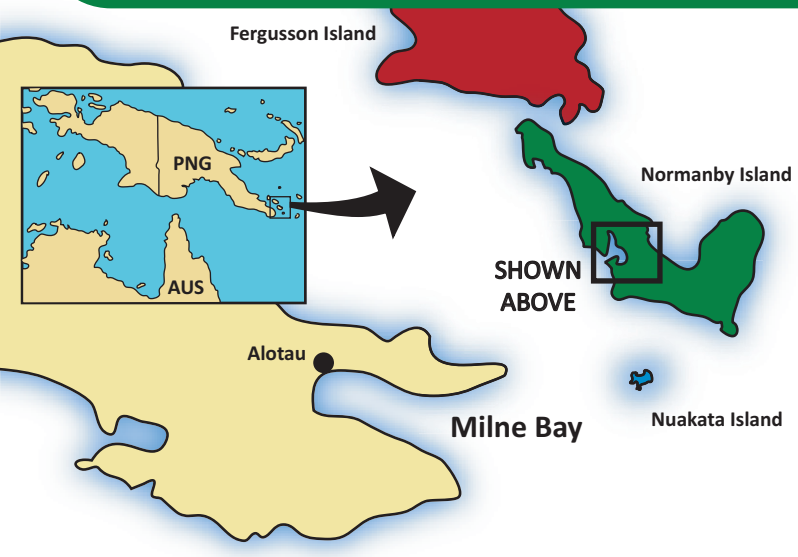 Fergusson Island
PNG
Normanby Island
SHOWN
ABOVE
AUS
Alotau
Milne Bay
Nuakata Island